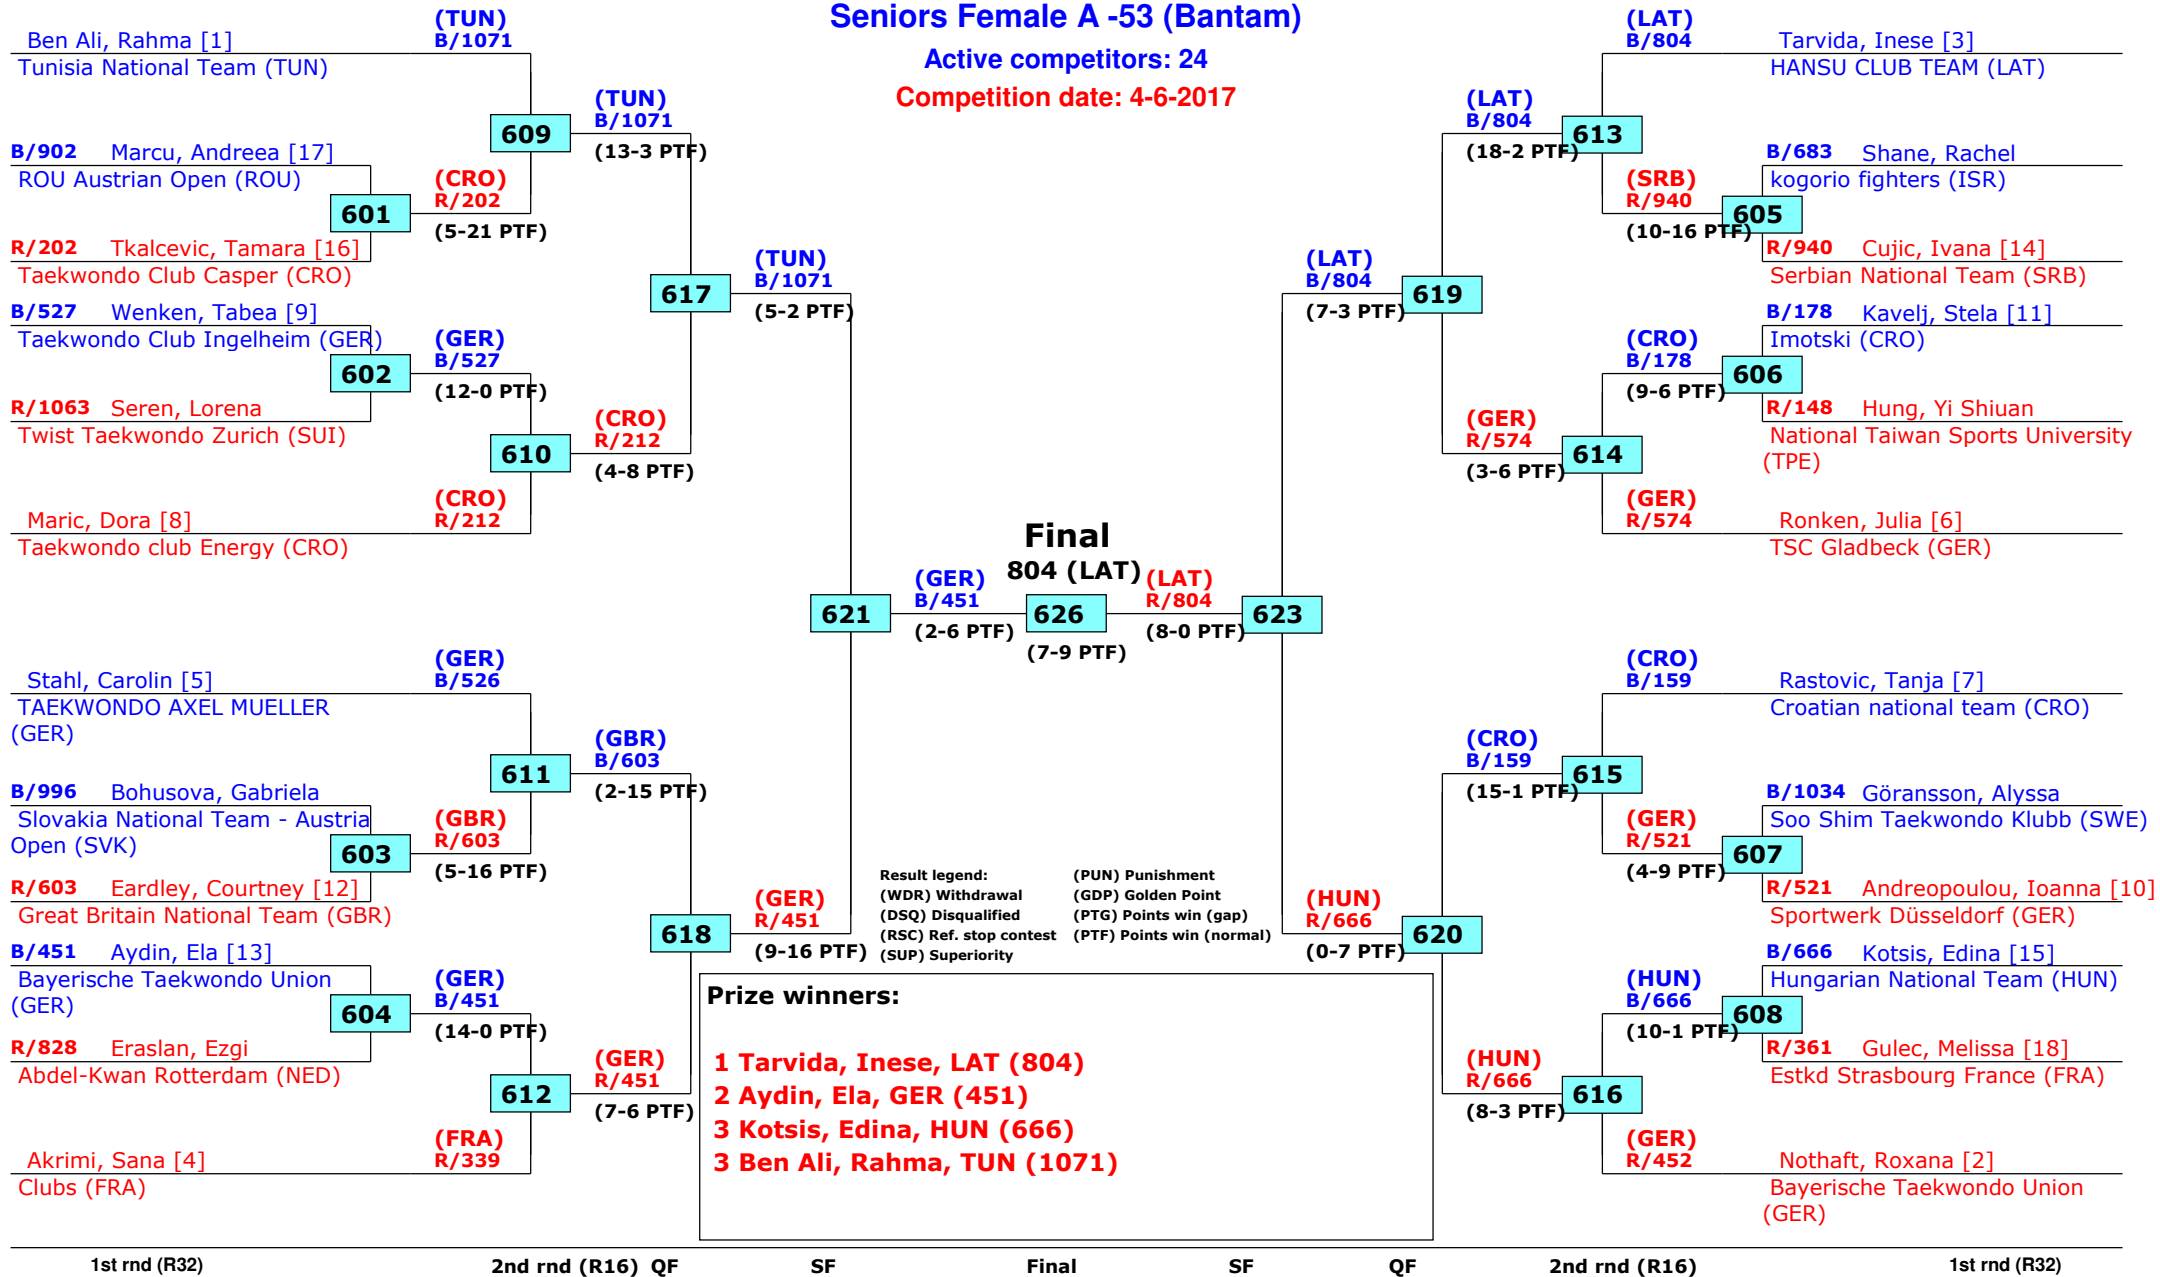 Seniors Female A -53 (Bantam)
Active competitors: 24
Competition date: 4-6-2017
Ben Ali, Rahma [1]
Tunisia National Team (TUN)
(TUN)
B/1071
B/902 Marcu, Andreea [17]
ROU Austrian Open (ROU)
601
R/202 Tkalcevic, Tamara [16]
Taekwondo Club Casper (CRO)
(CRO)
R/202
(5-21 PTF)
609
(TUN)
B/1071
(13-3 PTF)
B/527 Wenken, Tabea [9]
Taekwondo Club Ingelheim (GER)
602
R/1063 Seren, Lorena
Twist Taekwondo Zurich (SUI)
(GER)
B/527
(12-0 PTF)
610
(CRO)
R/212
(4-8 PTF)
Maric, Dora [8]
Taekwondo club Energy (CRO)
(CRO)
R/212
617
(TUN)
B/1071
(5-2 PTF)
Stahl, Carolin [5]
TAEKWONDO AXEL MUELLER
(GER)
(GER)
B/526
B/996 Bohusova, Gabriela
Slovakia National Team - Austria
Open (SVK)
603
R/603 Eardley, Courtney [12]
Great Britain National Team (GBR)
(GBR)
R/603
(5-16 PTF)
611
(GBR)
B/603
(2-15 PTF)
B/451 Aydin, Ela [13]
Bayerische Taekwondo Union
(GER)
604
R/828 Eraslan, Ezgi
Abdel-Kwan Rotterdam (NED)
(GER)
B/451
(14-0 PTF)
612
(GER)
R/451
(7-6 PTF)
Akrimi, Sana [4]
Clubs (FRA)
(FRA)
R/339
618
(GER)
R/451
(9-16 PTF)
621
(GER)
B/451
(2-6 PTF)
Final
804 (LAT)
626
(7-9 PTF)
(LAT)
R/804
(8-0 PTF)
623
(LAT)
B/804
(7-3 PTF)
619
(LAT)
B/804
(18-2 PTF)
613
(LAT)
B/804
Tarvida, Inese [3]
HANSU CLUB TEAM (LAT)
B/683 Shane, Rachel
kogorio fighters (ISR)
(SRB)
R/940
(10-16 PTF)
605
R/940 Cujic, Ivana [14]
Serbian National Team (SRB)
B/178 Kavelj, Stela [11]
Imotski (CRO)
(CRO)
B/178
(9-6 PTF)
606
R/148 Hung, Yi Shiuan
National Taiwan Sports University
(TPE)
(GER)
R/574
(3-6 PTF)
614
(GER)
R/574
Ronken, Julia [6]
TSC Gladbeck (GER)
(CRO)
B/159
Rastovic, Tanja [7]
Croatian national team (CRO)
(CRO)
B/159
(15-1 PTF)
615
B/1034 Göransson, Alyssa
Soo Shim Taekwondo Klubb (SWE)
(GER)
R/521
(4-9 PTF)
607
R/521 Andreopoulou, Ioanna [10]
Sportwerk Düsseldorf (GER)
(HUN)
R/666
(0-7 PTF)
620
B/666 Kotsis, Edina [15]
Hungarian National Team (HUN)
(HUN)
B/666
(10-1 PTF)
608
R/361 Gulec, Melissa [18]
Estkd Strasbourg France (FRA)
(HUN)
R/666
(8-3 PTF)
616
(GER)
R/452
Nothaft, Roxana [2]
Bayerische Taekwondo Union
(GER)
Result legend: (PUN) Punishment
(WDR) Withdrawal (GDP) Golden Point
(DSQ) Disqualified (PTG) Points win (gap)
(RSC) Ref. stop contest (PTF) Points win (normal)
(SUP) Superiority
Prize winners:
1 Tarvida, Inese, LAT (804)
2 Aydin, Ela, GER (451)
3 Kotsis, Edina, HUN (666)
3 Ben Ali, Rahma, TUN (1071)
1st rnd (R32) 2nd rnd (R16) QF SF Final SF QF 2nd rnd (R16) 1st rnd (R32)